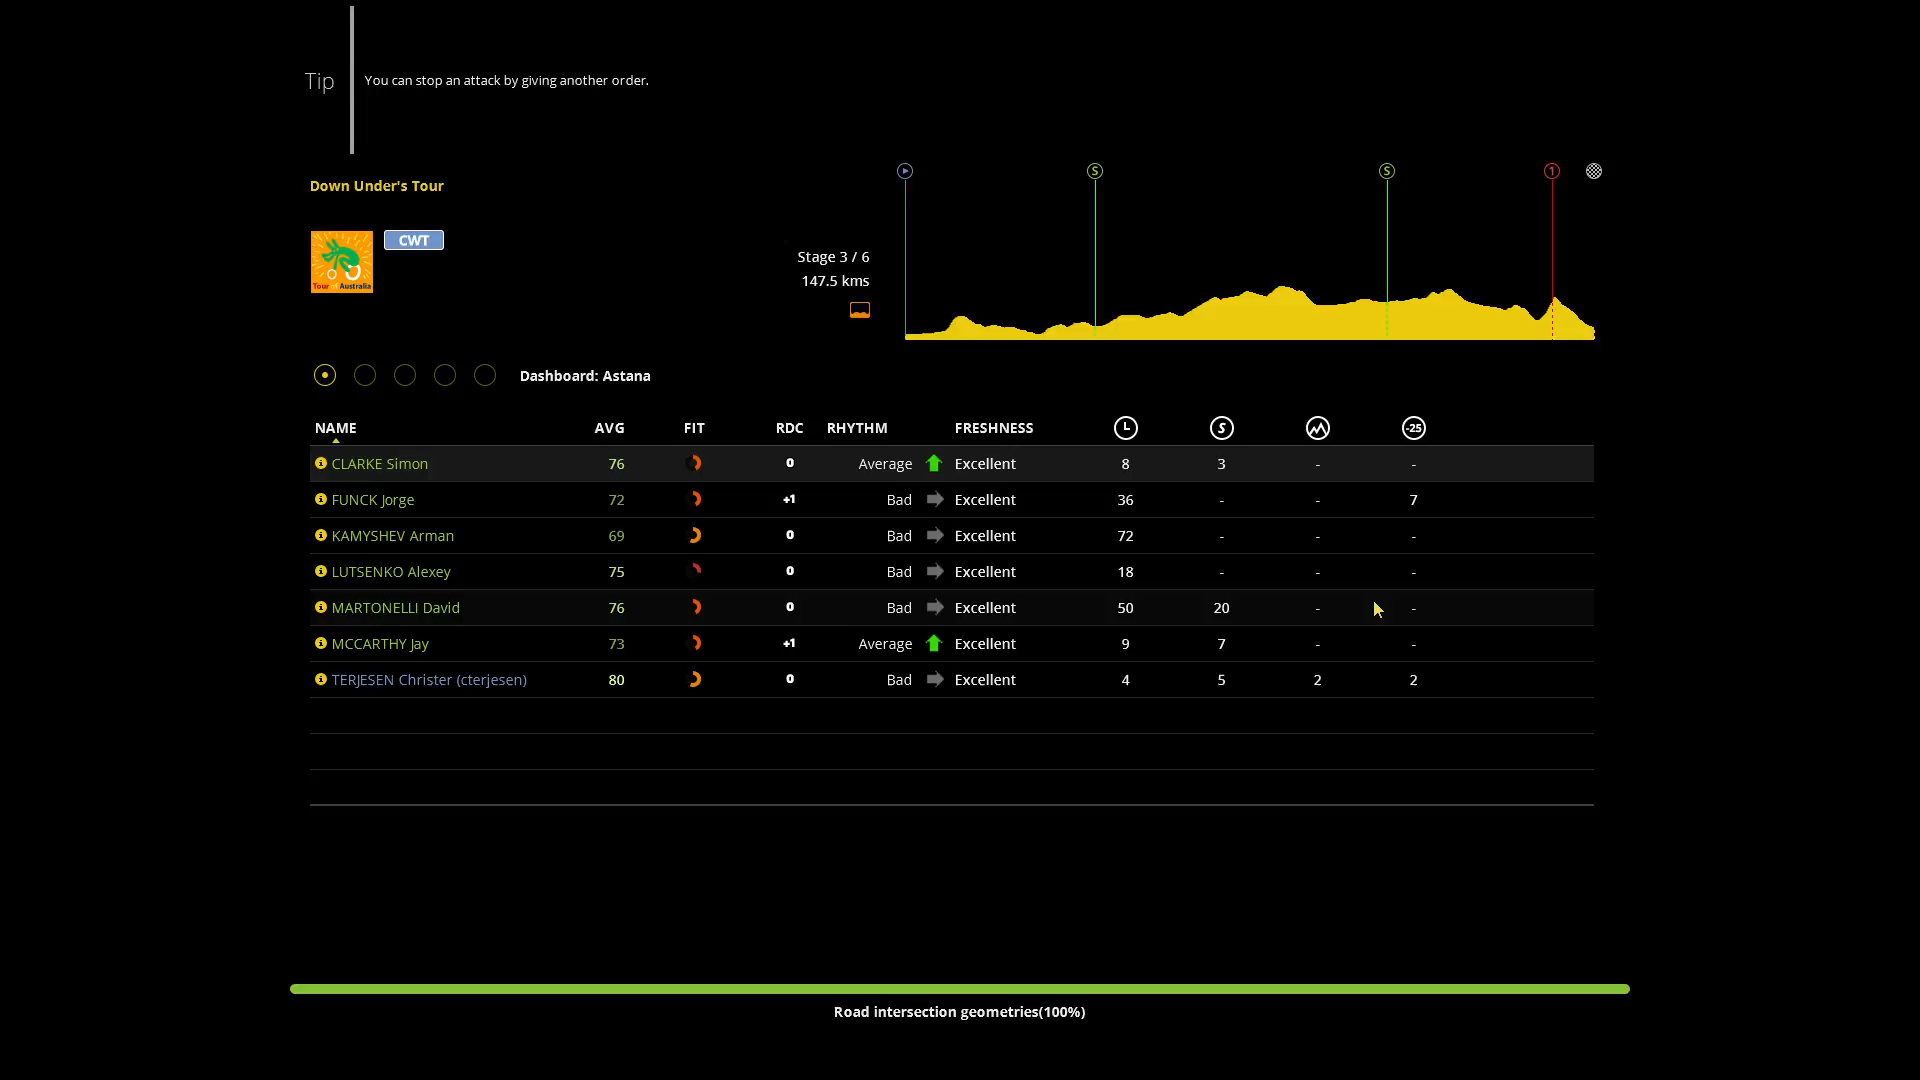 Tip
You can stop an attack by giving another order.
Down Under's Tour
Tour of Australia
CWT
Stage 3 / 6
147.5 kms
S S 1
Dashboard: Astana
NAME AVG FIT RDC RHYTHM FRESHNESS S -25
CLARKE Simon 76 0 Average Excellent 8 3 - -
FUNCK Jorge 72 +1 Bad Excellent 36 - - 7
KAMYSHEV Arman 69 0 Bad Excellent 72 - - -
LUTSENKO Alexey 75 0 Bad Excellent 18 - - -
MARTONELLI David 76 0 Bad Excellent 50 20 - -
MCCARTHY Jay 73 +1 Average Excellent 9 7 - -
TERJESEN Christer (cterjesen) 80 0 Bad Excellent 4 5 2 2
Road intersection geometries(100%)